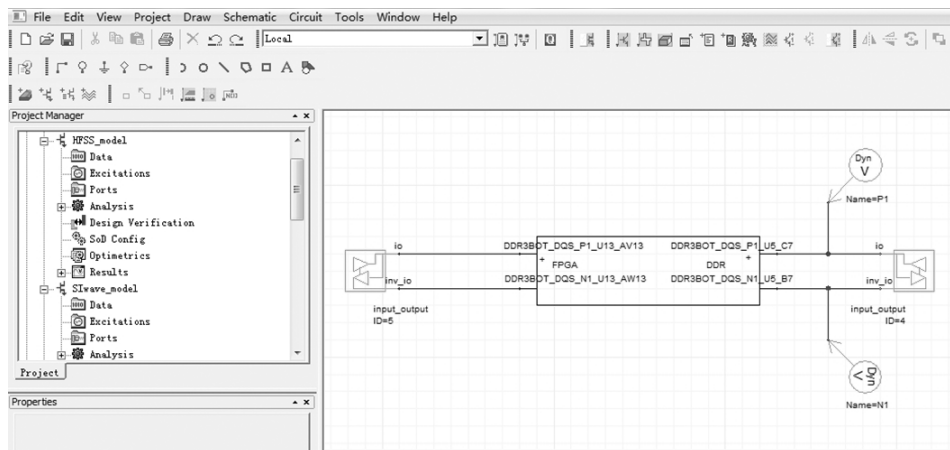 File Edit View Project Draw Schematic Circuit Tools Window Help
Local
Project Manager
HFSS_model
Data
Excitations
Ports
Analysis
Design Verification
SoD Config
Optimetrics
Results
SIwave_model
Data
Excitations
Ports
Analysis
Project
Properties
Dyn
V
Name=P1
io
DDR3BOT_DQS_P1_U13_AV13
DDR3BOT_DQS_P1_U5_C7
io
+
FPGA
+
DDR
inv_io
DDR3BOT_DQS_N1_U13_AW13
DDR3BOT_DQS_N1_U5_B7
inv_io
input_output
ID=5
input_output
ID=4
Dyn
V
Name=N1